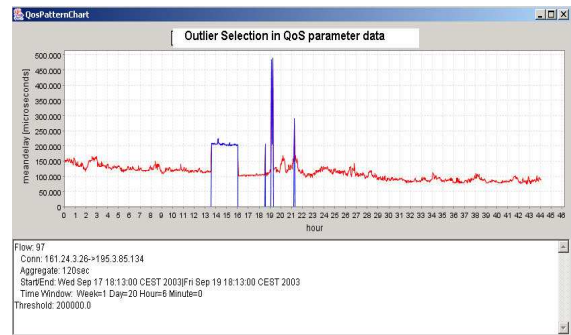 QosPatternChart
Outlier Selection in QoS parameter data
500.000
450.000
400.000
350.000
300.000
250.000
200.000
150.000
100.000
50.000
0
meandelay [microseconds]
0 1 2 3 4 5 6 7 8 9 10 11 12 13 14 15 16 17 18 19 20 21 22 23 24 25 26 27 28 29 30 31 32 33 34 35 36 37 38 39 40 41 42 43 44 45 46
hour
Flow: 97
Conn: 161.24.3.26->195.3.85.134
Aggregate: 120sec
Start/End: Wed Sep 17 18:13:00 CEST 2003|Fri Sep 19 18:13:00 CEST 2003
Time Window: Week=1 Day=20 Hour=6 Minute=0
Threshold: 200000.0